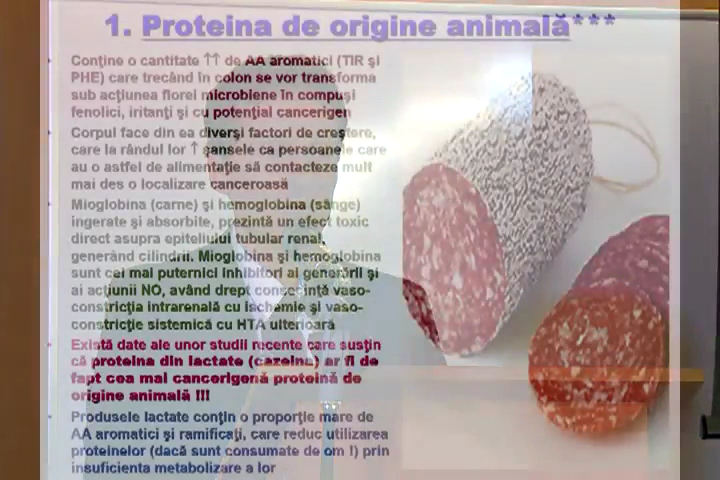 1. Proteina de origine animală***
Conţine o cantitate ↑↑ de AA aromatici (TIR şi
PHE) care trecând în colon se vor transforma
sub acţiunea florei microbiene în compuşi
fenolici, iritanţi şi cu potenţial cancerigen
Corpul face din ea diverşi factori de creştere,
care la rândul lor ↑ şansele ca persoanele care
au o astfel de alimentaţie să contacteze mult
mai des o localizare canceroasă
Mioglobina (carne) şi hemoglobina (sânge)
ingerate şi absorbite, prezintă un efect toxic
direct asupra epiteliului tubular renal,
generând cilindrii. Mioglobina şi hemoglobina
sunt cei mai puternici inhibitori ai generării şi
ai acţiunii NO, având drept consecinţă vaso-
constricţia intrarenală cu ischemie şi vaso-
constricţie sistemică cu HTA ulterioară
Există date ale unor studii recente care susţin
că proteina din lactate (cazeina) ar fi de
fapt cea mai cancerigenă proteină de
origine animală !!!
Produsele lactate conţin o proporţie mare de
AA aromatici şi ramificaţi, care reduc utilizarea
proteinelor (dacă sunt consumate de om !) prin
insuficienta metabolizare a lor